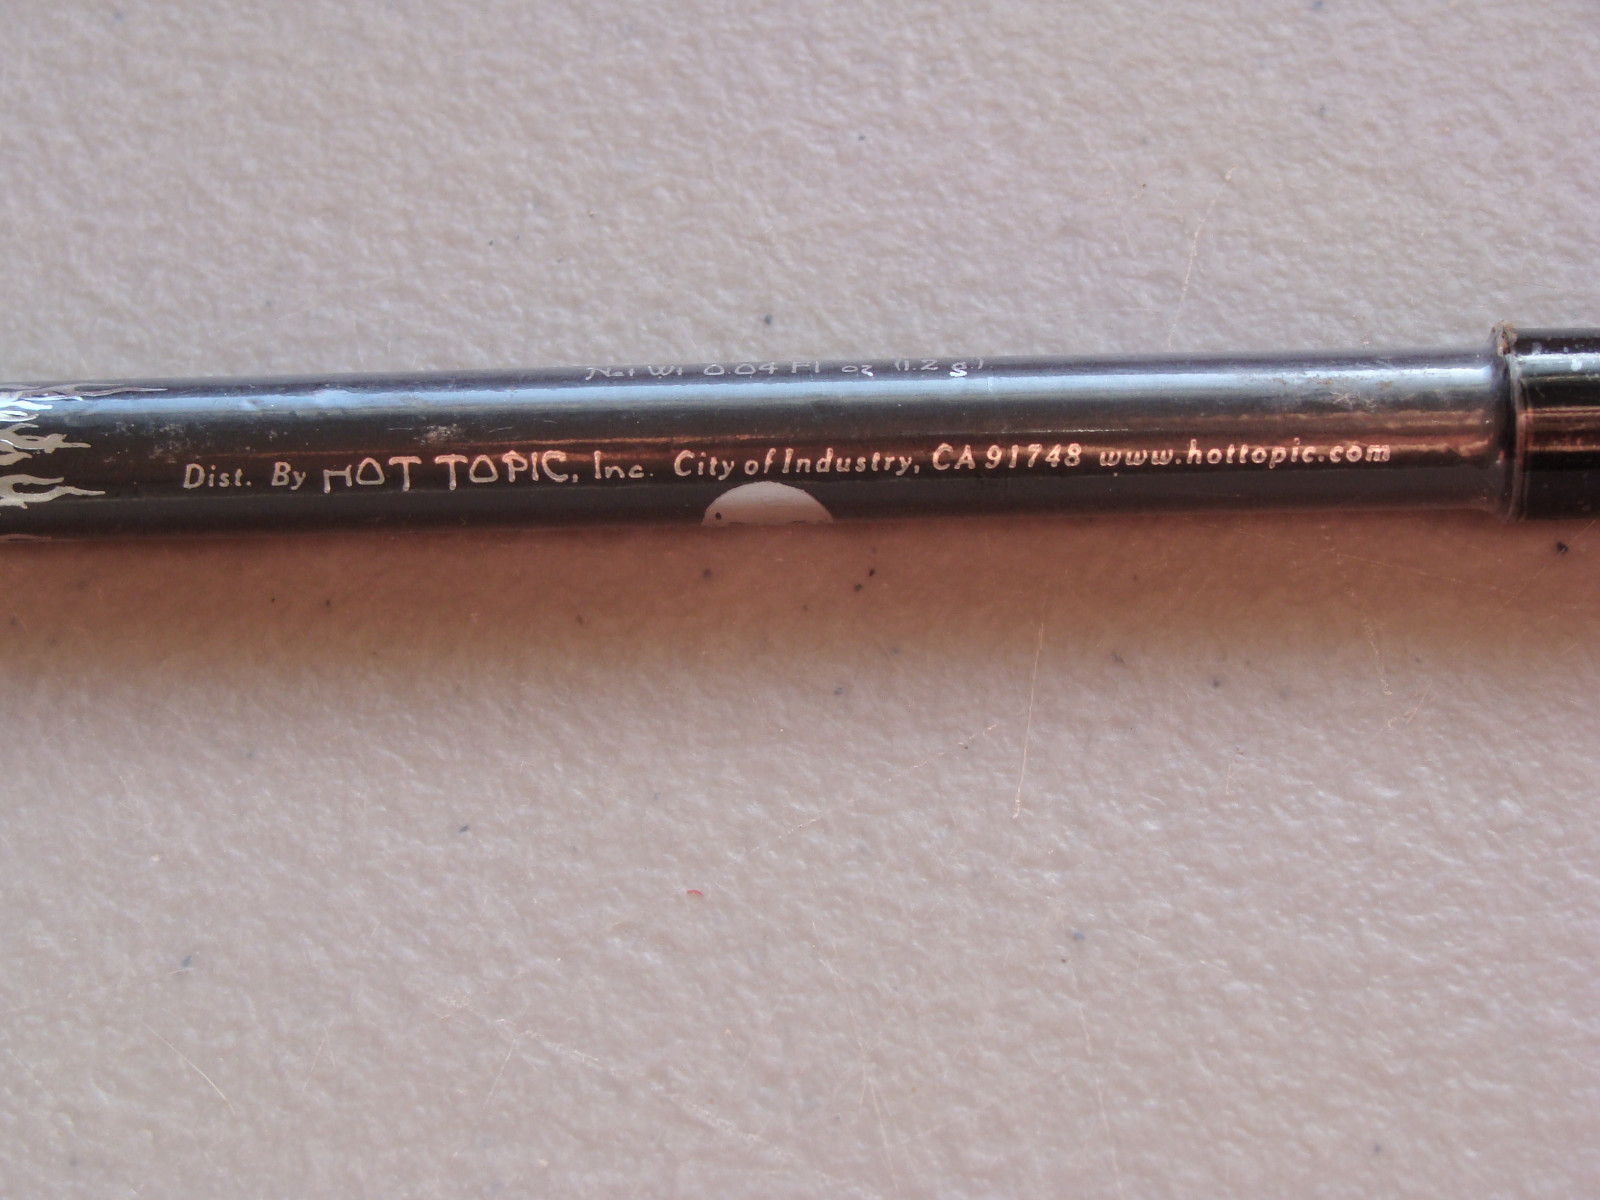 Net Wt 0.04 Fl oz (1.2 g.)
Dist. By HOT TOPIC, Inc. City of Industry, CA 91748 www.hottopic.com